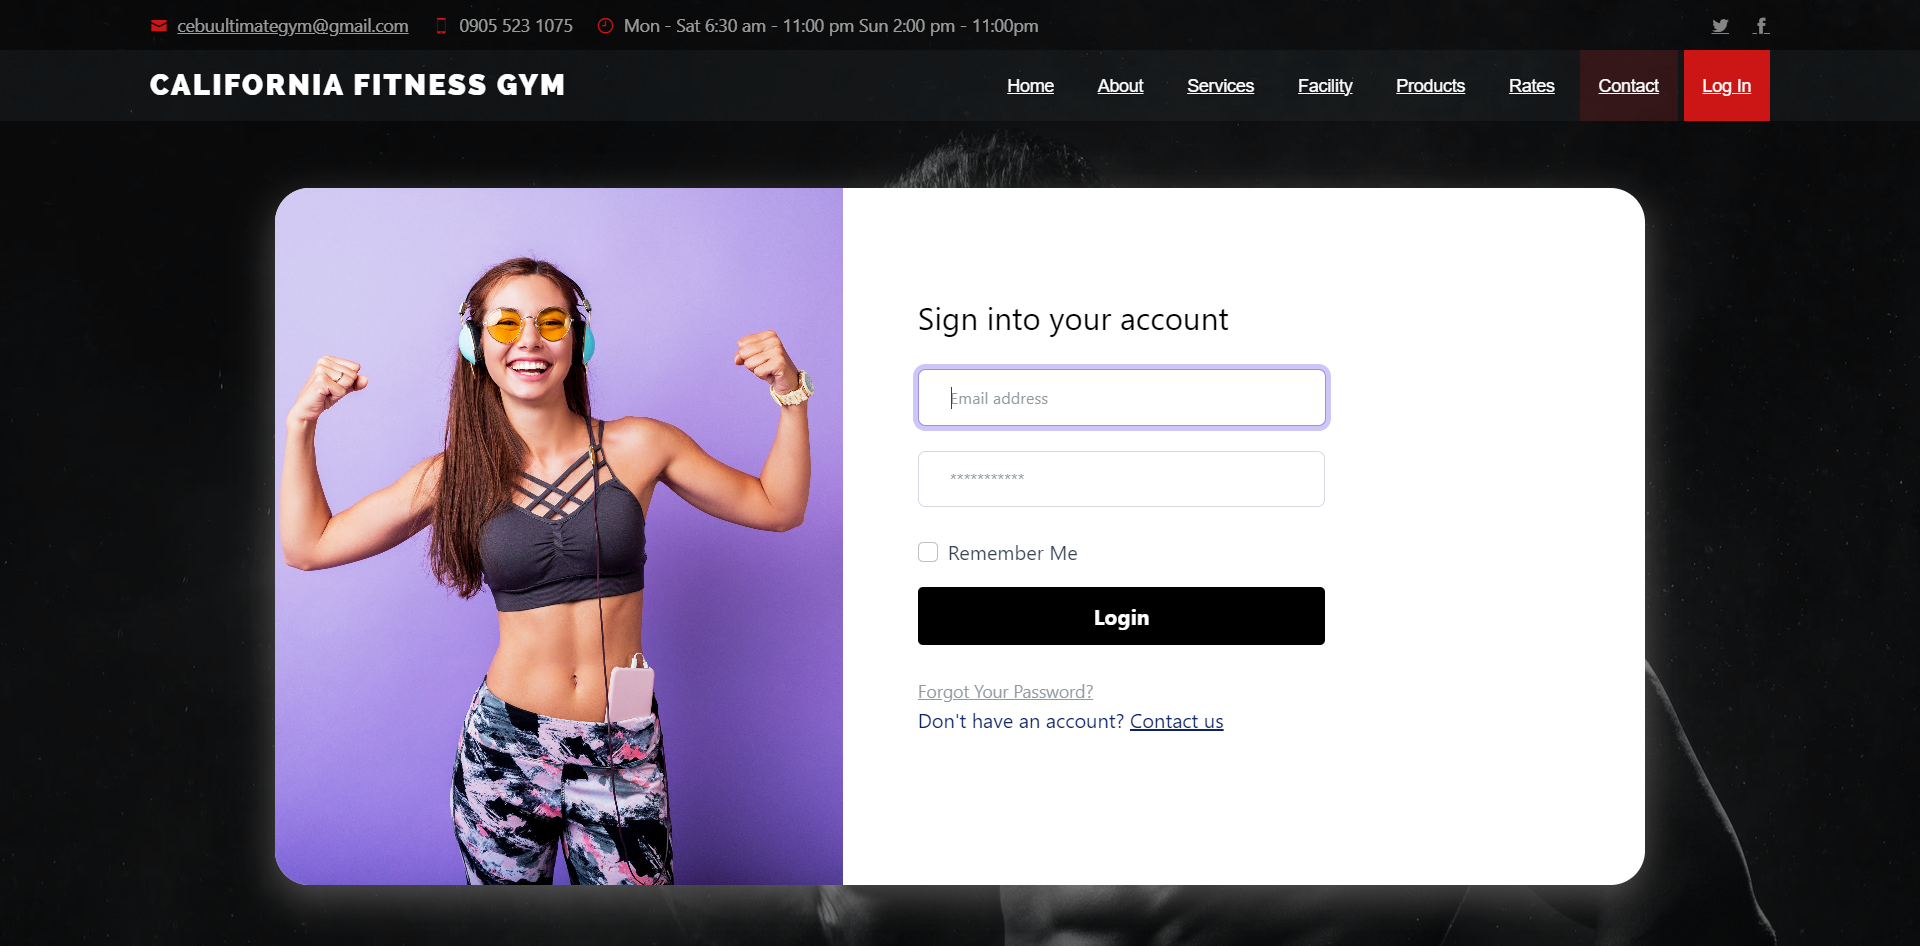 cebuultimategym@gmail.com 0905 523 1075 Mon - Sat 6:30 am - 11:00 pm Sun 2:00 pm - 11:00pm
CALIFORNIA FITNESS GYM Home About Services Facility Products Rates Contact Log In
Sign into your account
Email address
***********
Remember Me
Login
Forgot Your Password?
Don't have an account? Contact us